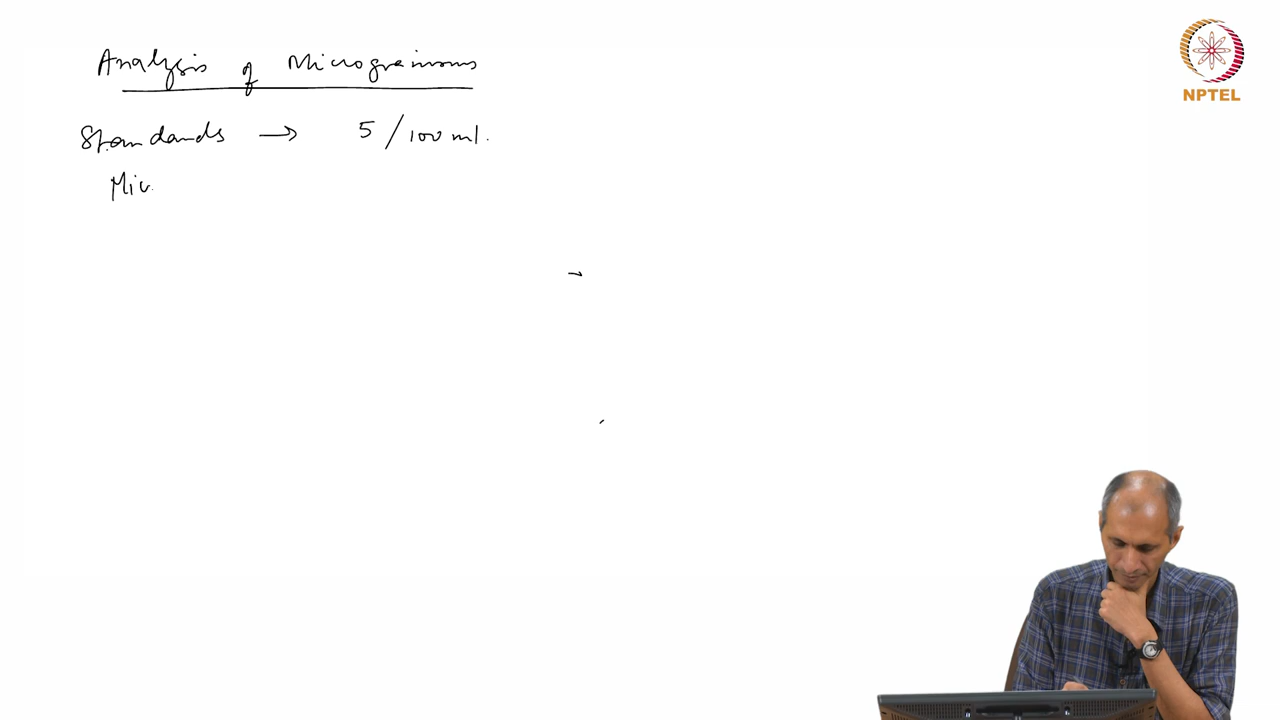 Analysis of Microorganisms
Standards → 5/100 ml.
Mic
NPTEL